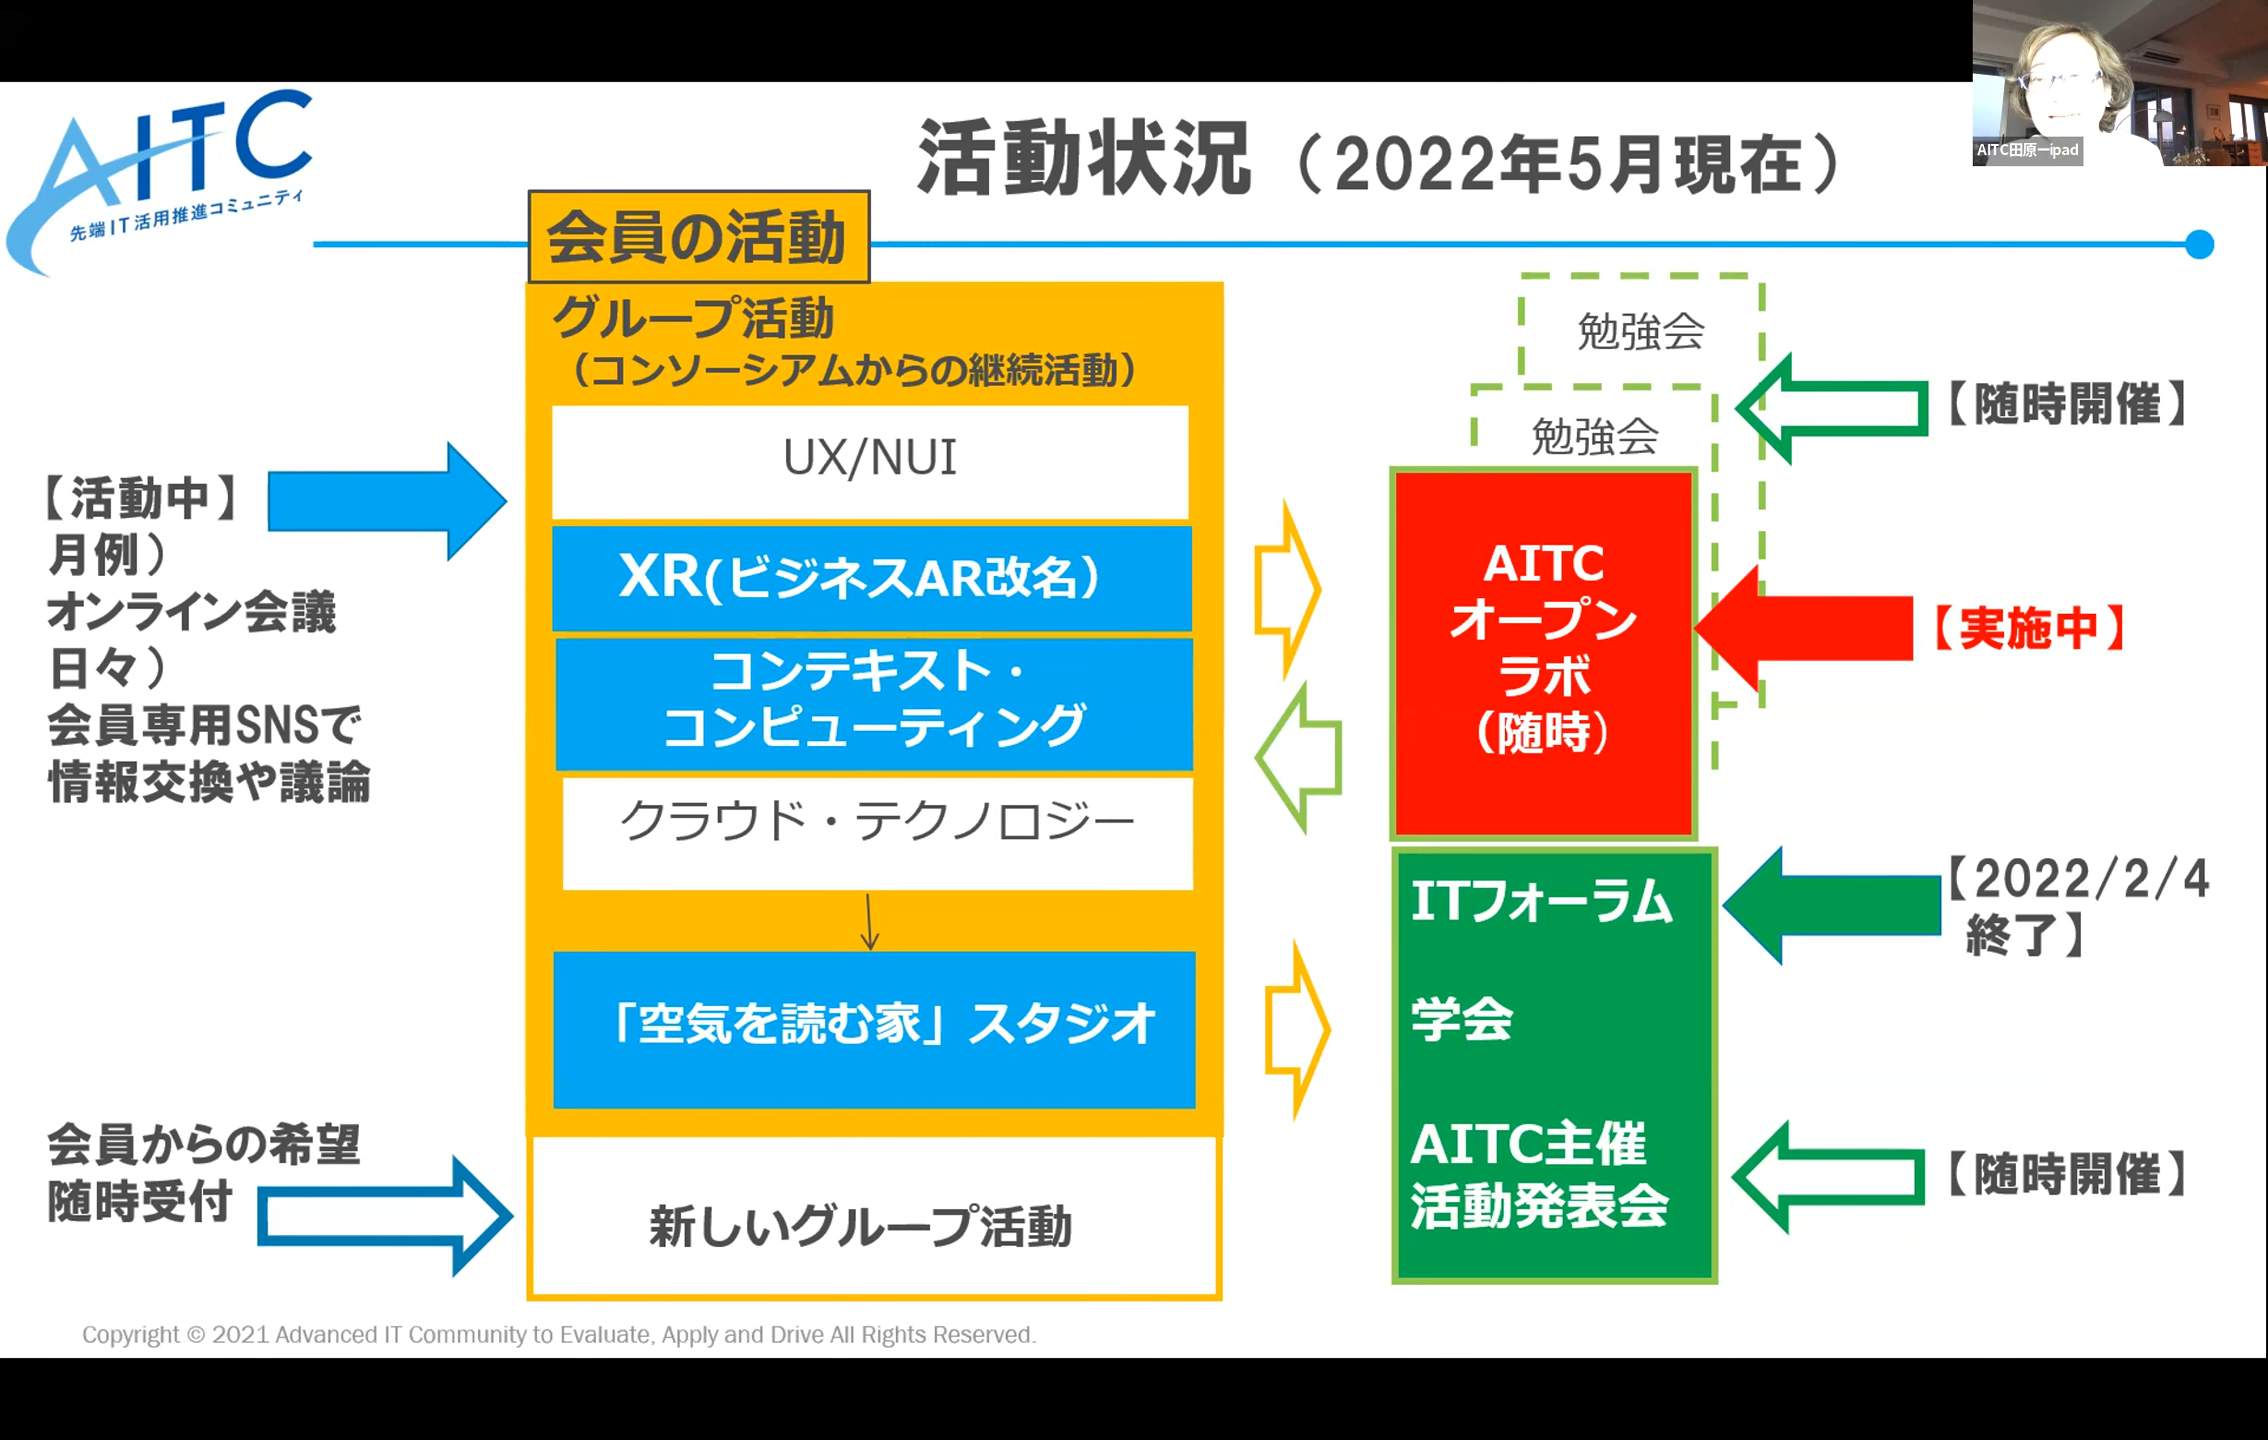 AITC
先端IT活用推進コミュニティ
活動状況（2022年5月現在）
AITC田原一ipad
会員の活動
グループ活動
（コンソーシアムからの継続活動）
UX/NUI
XR(ビジネスAR改名）
コンテキスト・
コンピューティング
クラウド・テクノロジー
「空気を読む家」スタジオ
新しいグループ活動
【活動中】
月例）
オンライン会議
日々）
会員専用SNSで
情報交換や議論
会員からの希望
随時受付
勉強会
勉強会
【随時開催】
AITC
オープン
ラボ
（随時）
【実施中】
ITフォーラム
学会
AITC主催
活動発表会
【2022/2/4
終了】
【随時開催】
Copyright © 2021 Advanced IT Community to Evaluate, Apply and Drive All Rights Reserved.